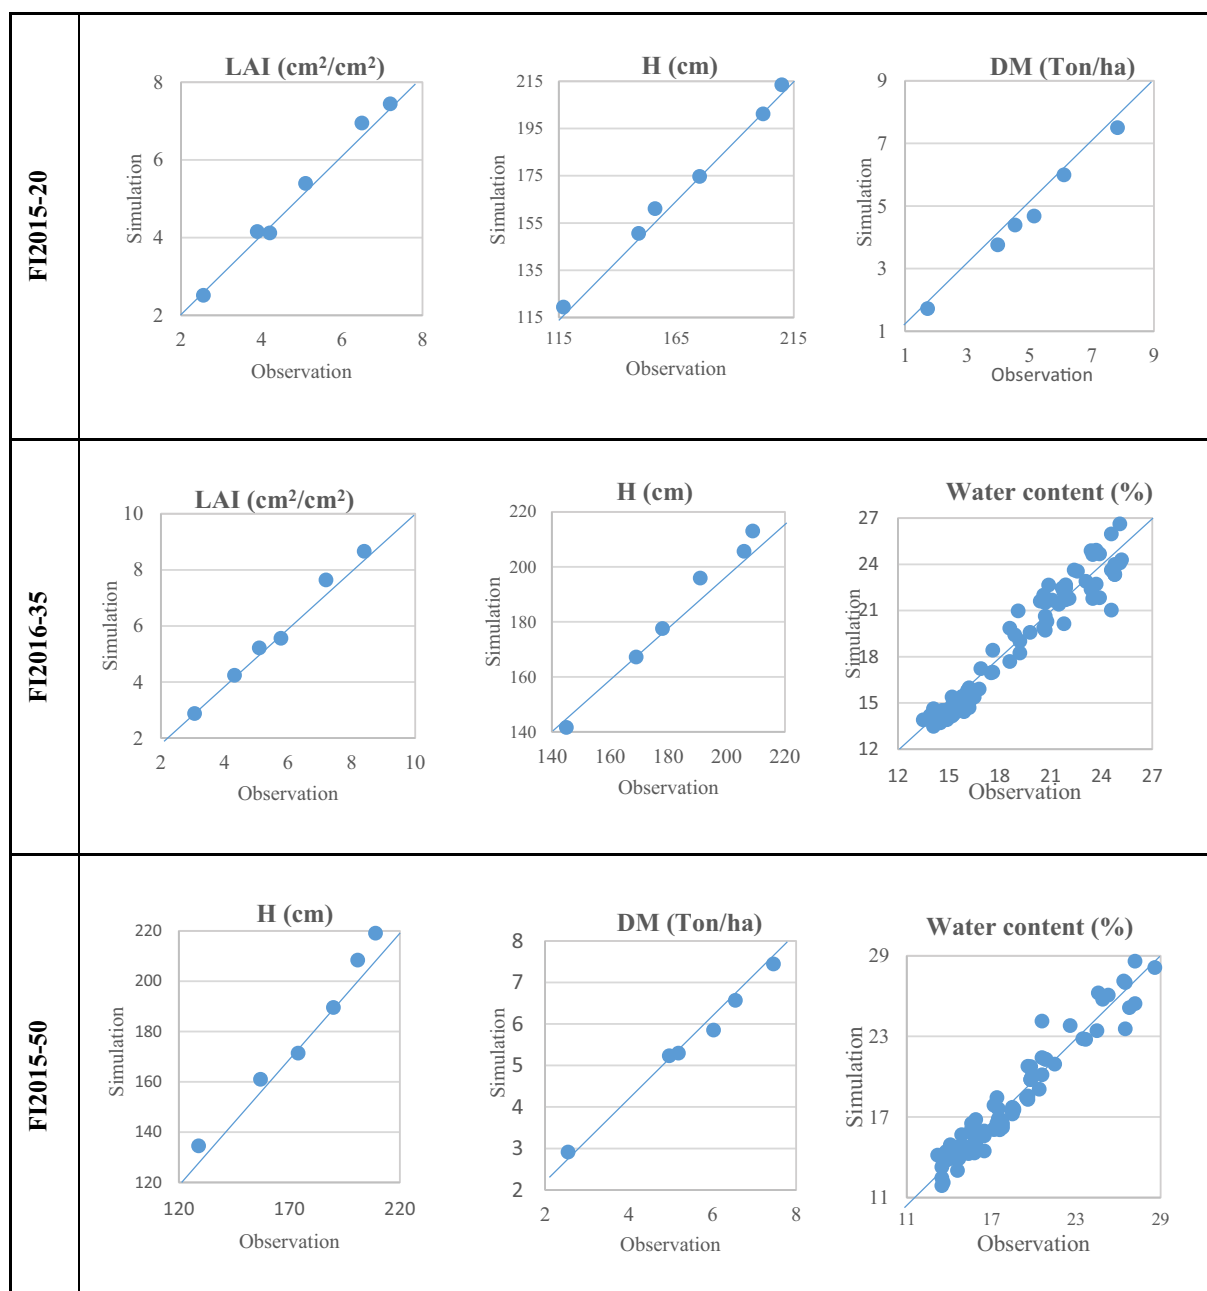 FI2015-20
LAI (cm²/cm²)
8
6
4
2
2 4 6 8
Simulation
Observation
H (cm)
215
195
175
155
135
115
115 165 215
Simulation
Observation
DM (Ton/ha)
9
7
5
3
1
1 3 5 7 9
Simulation
Observation
FI2016-35
LAI (cm²/cm²)
10
8
6
4
2
2 4 6 8 10
Simulation
Observation
H (cm)
220
200
180
160
140
140 160 180 200 220
Simulation
Observation
Water content (%)
27
24
21
18
15
12
12 15 18 21 24 27
Simulation
Observation
FI2015-50
H (cm)
220
200
180
160
140
120
120 170 220
Simulation
Observation
DM (Ton/ha)
8
7
6
5
4
3
2
2 4 6 8
Simulation
Observation
Water content (%)
29
23
17
11
11 17 23 29
Simulation
Observation